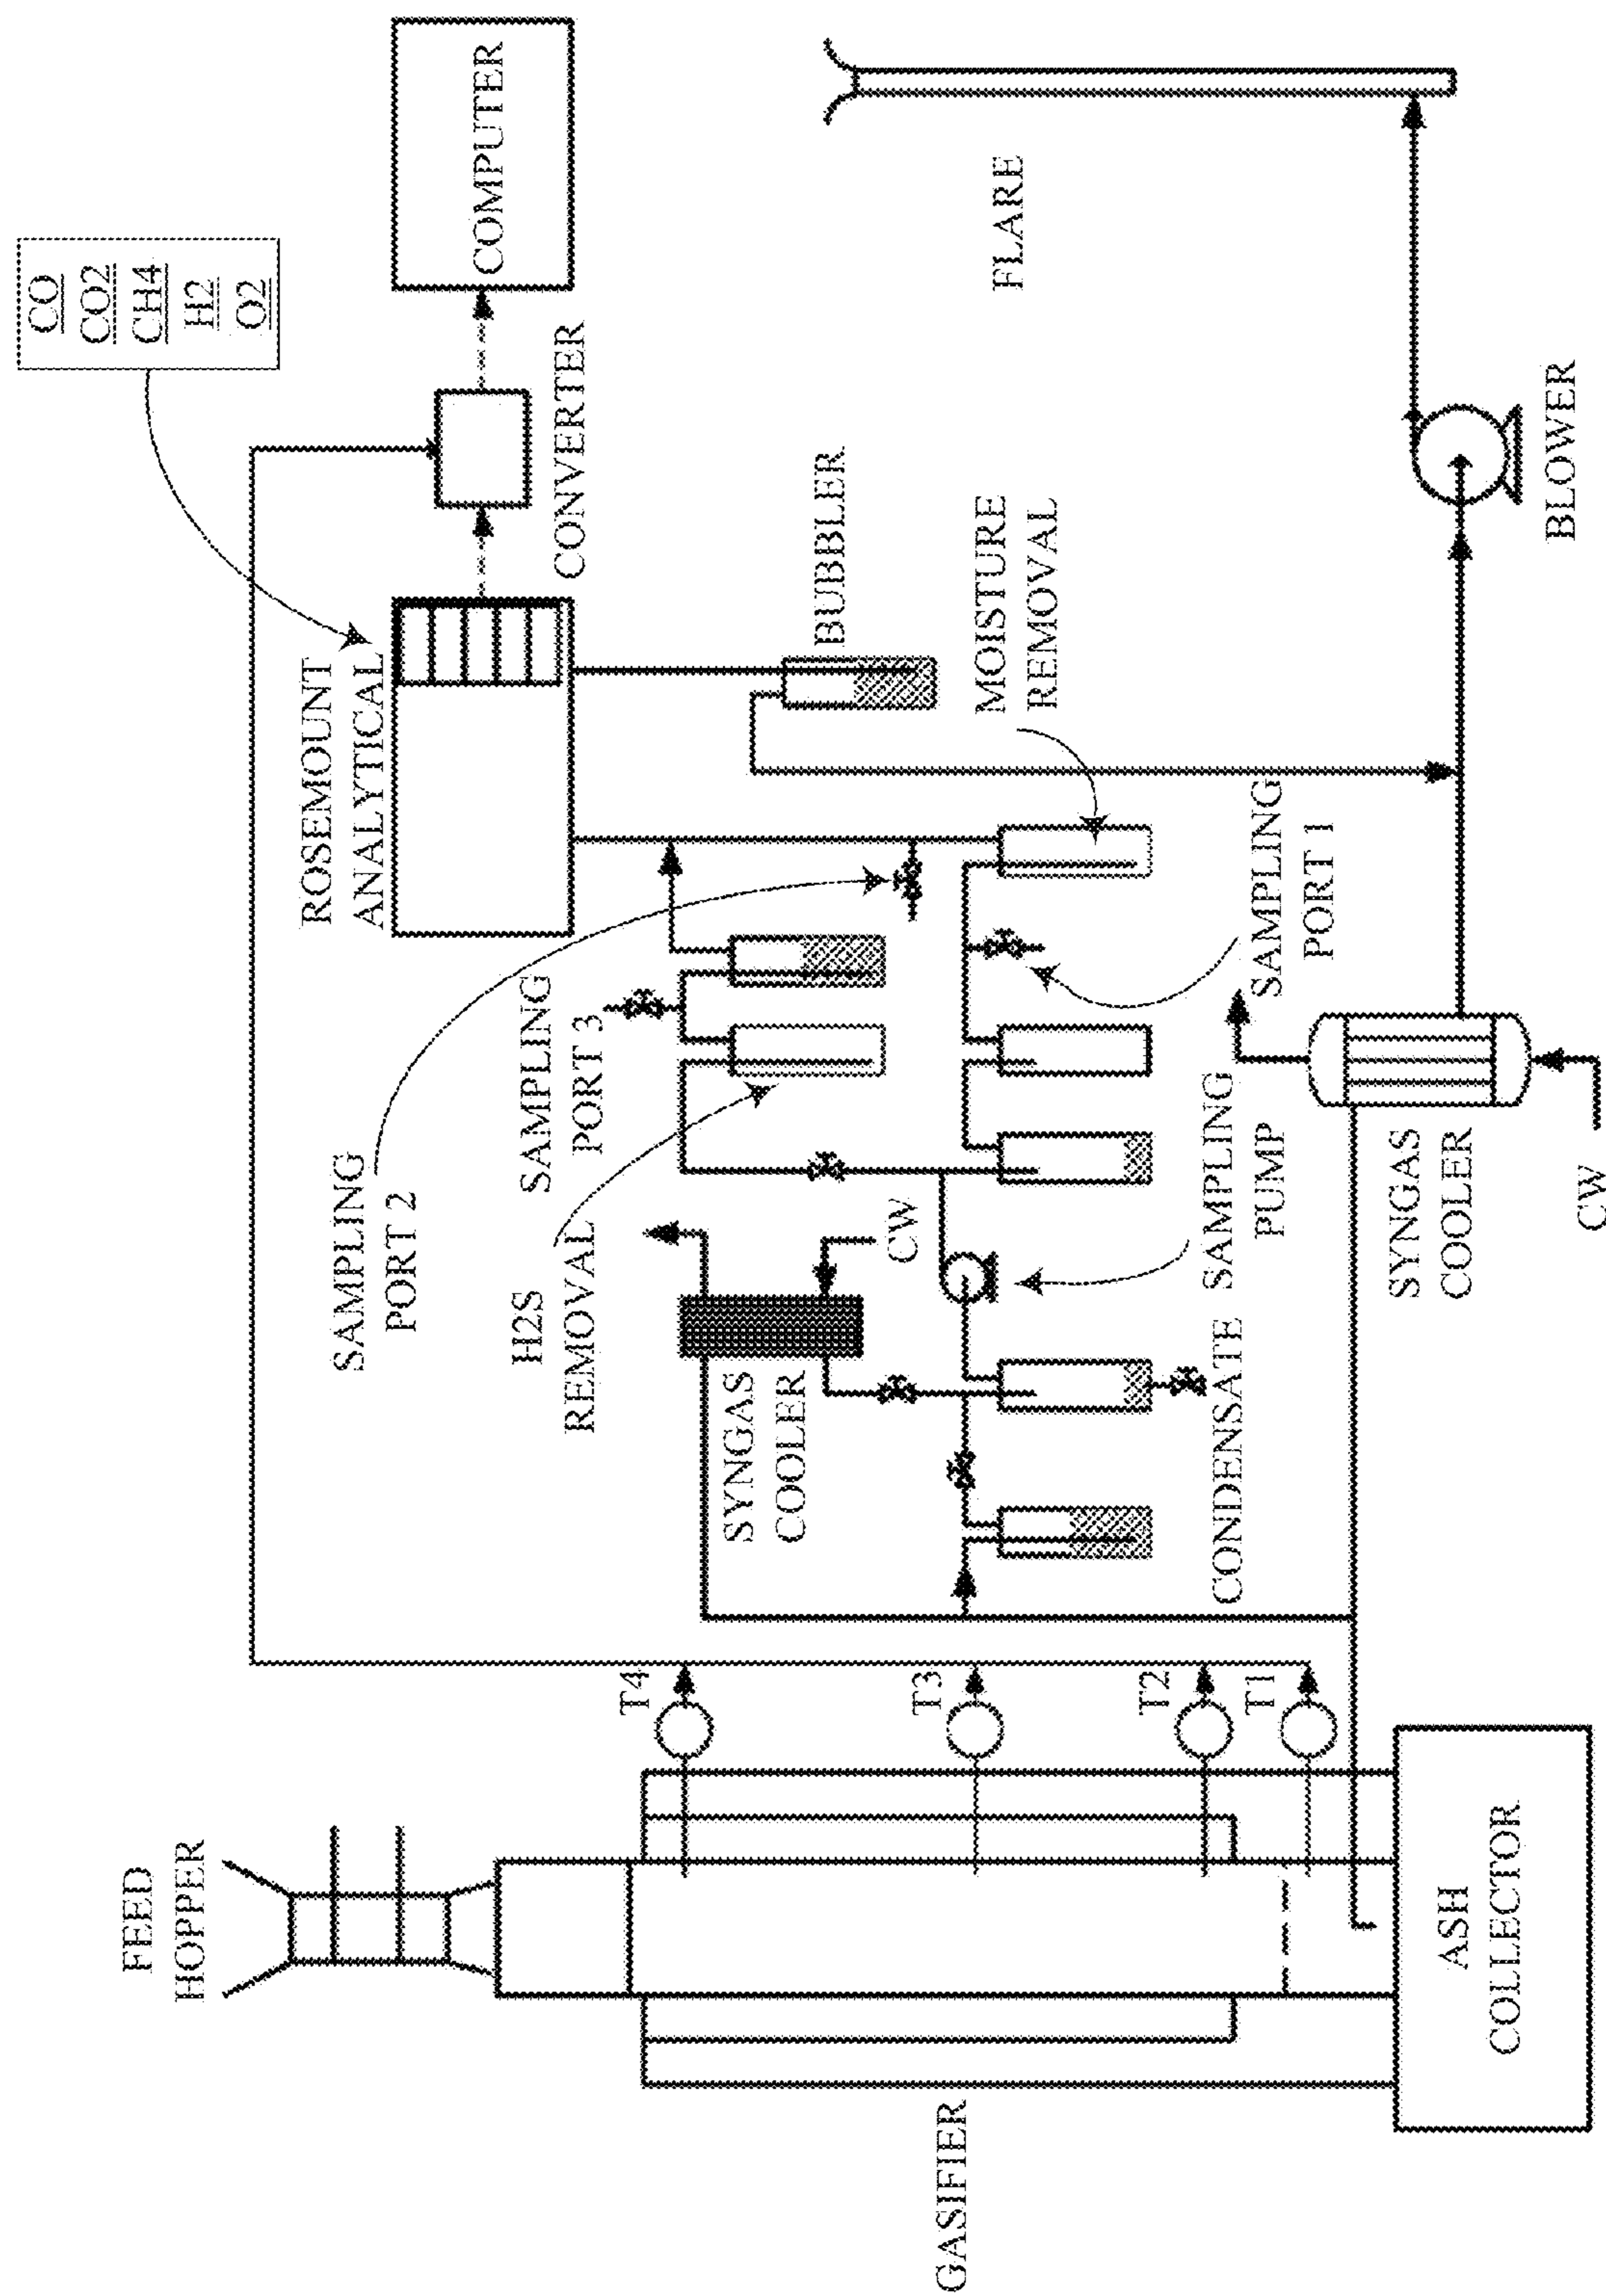 FEED
HOPPER
GASIFIER
ASH
COLLECTOR
T4
T3
T2
T1
SAMPLING
PORT 2
H2S
REMOVAL
SAMPLING
PORT 3
SYNGAS
COOLER
CW
CONDENSATE
SAMPLING
PUMP
SAMPLING
PORT 1
SYNGAS
COOLER
CW
ROSEMOUNT
ANALYTICAL
CO
CO2
CH4
H2
O2
CONVERTER
COMPUTER
BUBBLER
MOISTURE
REMOVAL
BLOWER
FLARE